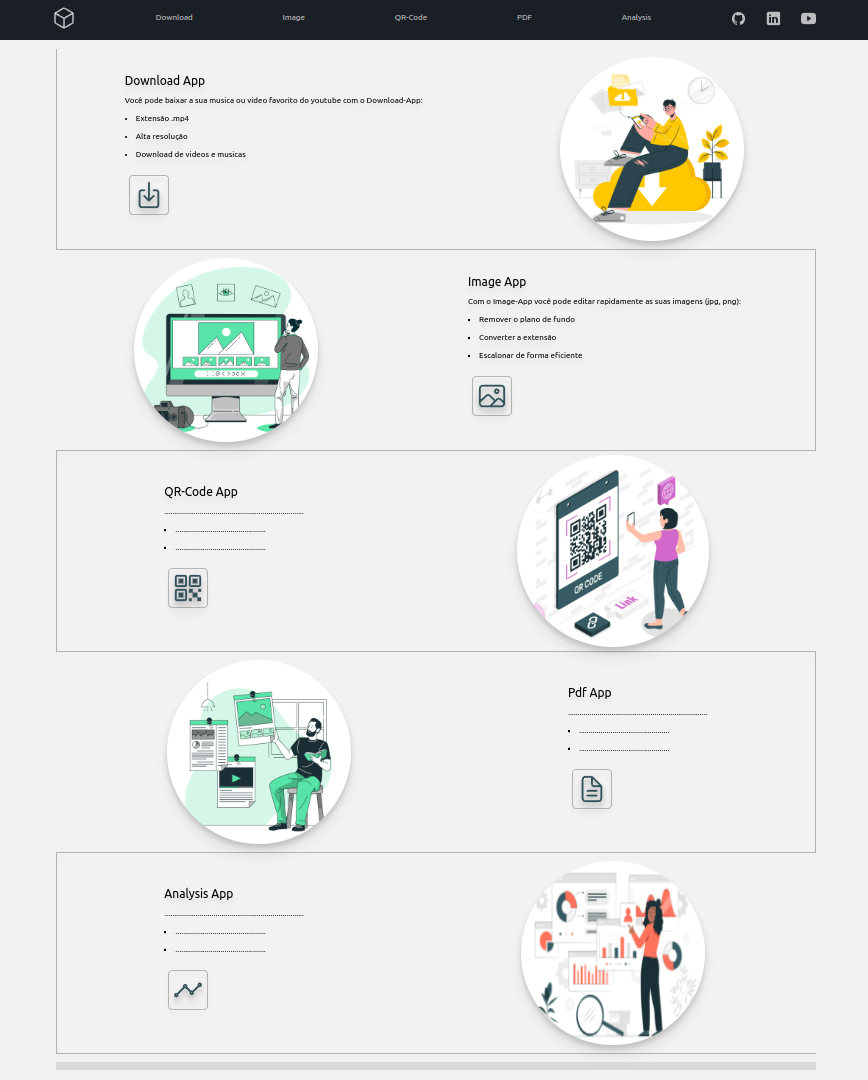 Download
Image
QR-Code
PDF
Analysis
Download App
Você pode baixar a sua musica ou video favorito do youtube com o Download-App:
Extensão .mp4
Alta resolução
Download de videos e musicas
Image App
Com o Image-App você pode editar rapidamente as suas imagens (jpg, png):
Remover o plano de fundo
Converter a extensão
Escalonar de forma eficiente
QR-Code App
QR CODE
Link
Pdf App
Analysis App